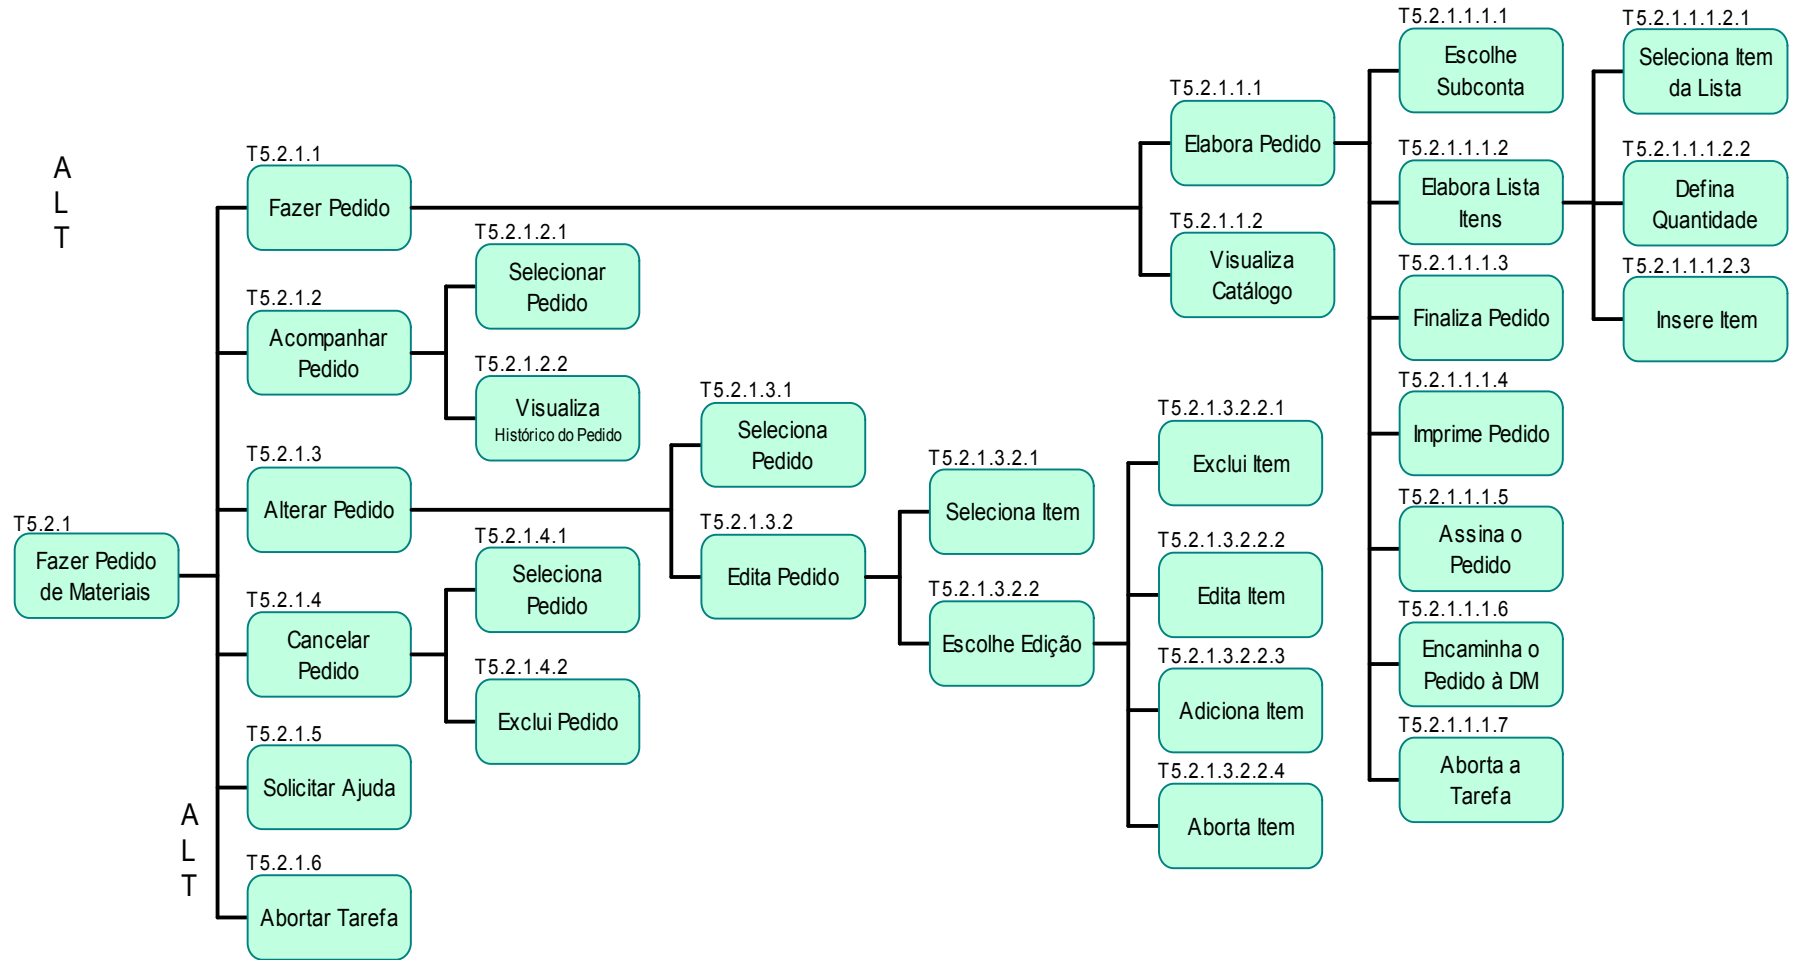 A
L
T
T5.2.1
Fazer Pedido
de Materiais
A
L
T
T5.2.1.1
Fazer Pedido
T5.2.1.2
Acompanhar
Pedido
T5.2.1.3
Alterar Pedido
T5.2.1.4
Cancelar
Pedido
T5.2.1.5
Solicitar Ajuda
T5.2.1.6
Abortar Tarefa
T5.2.1.2.1
Selecionar
Pedido
T5.2.1.2.2
Visualiza
Histórico do Pedido
T5.2.1.4.1
Seleciona
Pedido
T5.2.1.4.2
Exclui Pedido
T5.2.1.3.1
Seleciona
Pedido
T5.2.1.3.2
Edita Pedido
T5.2.1.3.2.1
Seleciona Item
T5.2.1.3.2.2
Escolhe Edição
T5.2.1.1.1
Elabora Pedido
T5.2.1.1.2
Visualiza
Catálogo
T5.2.1.3.2.2.1
Exclui Item
T5.2.1.3.2.2.2
Edita Item
T5.2.1.3.2.2.3
Adiciona Item
T5.2.1.3.2.2.4
Aborta Item
T5.2.1.1.1.1
Escolhe
Subconta
T5.2.1.1.1.2
Elabora Lista
Itens
T5.2.1.1.1.3
Finaliza Pedido
T5.2.1.1.1.4
Imprime Pedido
T5.2.1.1.1.5
Assina o
Pedido
T5.2.1.1.1.6
Encaminha o
Pedido à DM
T5.2.1.1.1.7
Aborta a
Tarefa
T5.2.1.1.1.2.1
Seleciona Item
da Lista
T5.2.1.1.1.2.2
Defina
Quantidade
T5.2.1.1.1.2.3
Insere Item